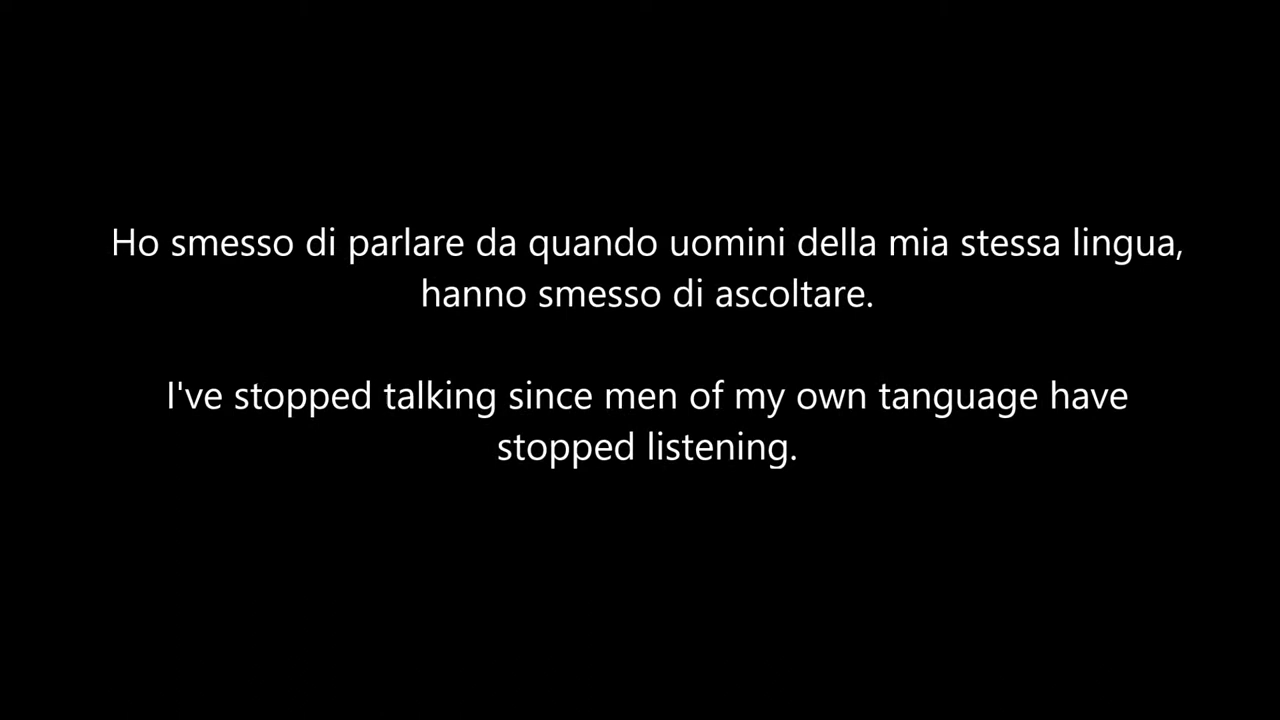 Ho smesso di parlare da quando uomini della mia stessa lingua,
hanno smesso di ascoltare.
I've stopped talking since men of my own tanguage have
stopped listening.